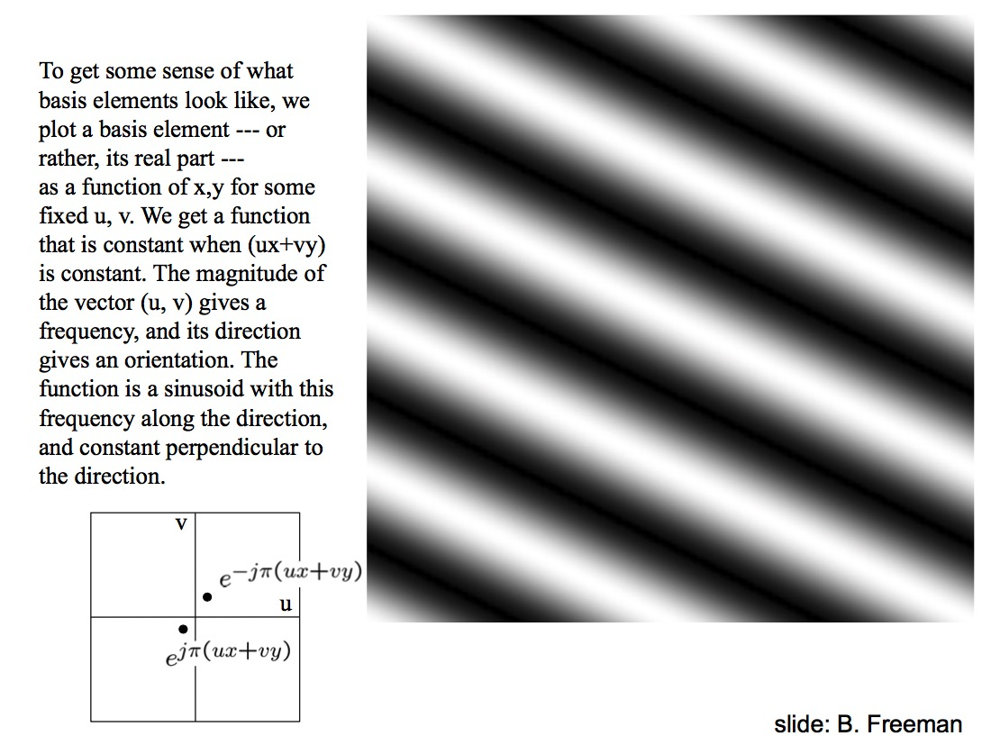 To get some sense of what
basis elements look like, we
plot a basis element --- or
rather, its real part ---
as a function of x,y for some
fixed u, v. We get a function
that is constant when (ux+vy)
is constant. The magnitude of
the vector (u, v) gives a
frequency, and its direction
gives an orientation. The
function is a sinusoid with this
frequency along the direction,
and constant perpendicular to
the direction.
v
e^{-jπ(ux+vy)}
u
e^{jπ(ux+vy)}
slide: B. Freeman